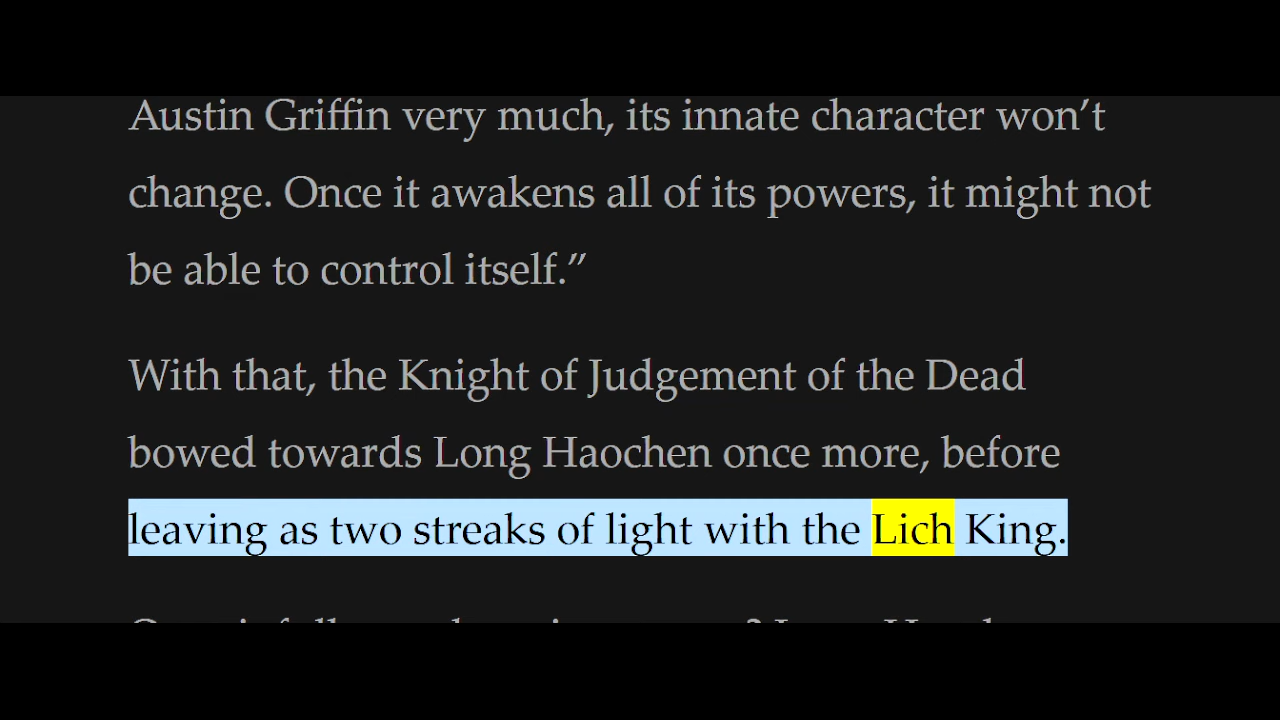 Austin Griffin very much, its innate character won’t
change. Once it awakens all of its powers, it might not
be able to control itself.”
With that, the Knight of Judgement of the Dead
bowed towards Long Haochen once more, before
leaving as two streaks of light with the Lich King.